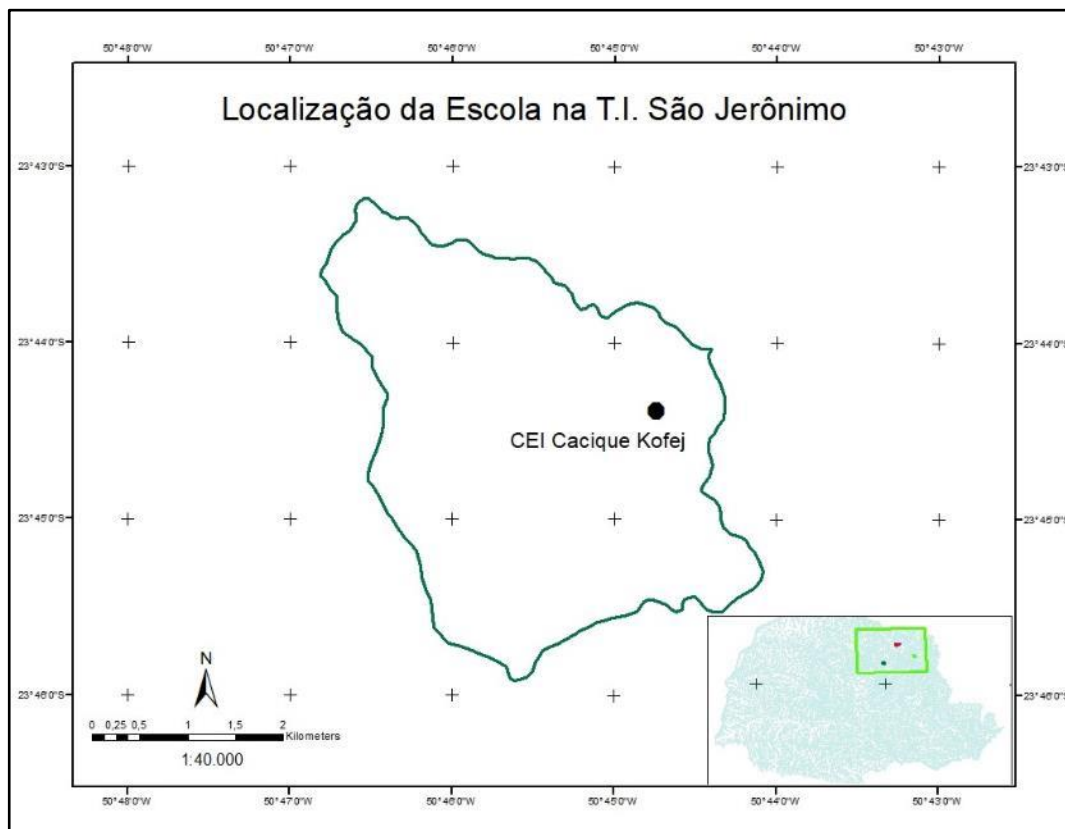 50°48'0"W 50°47'0"W 50°46'0"W 50°45'0"W 50°44'0"W 50°43'0"W
Localização da Escola na T.I. São Jerônimo
23°43'0"S 23°43'0"S
23°44'0"S 23°44'0"S
CEI Cacique Kofej
23°45'0"S 23°45'0"S
N
23°46'0"S 23°46'0"S
0 0,25 0,5 1 1,5 2
Kilometers
1:40.000
50°48'0"W 50°47'0"W 50°46'0"W 50°45'0"W 50°44'0"W 50°43'0"W